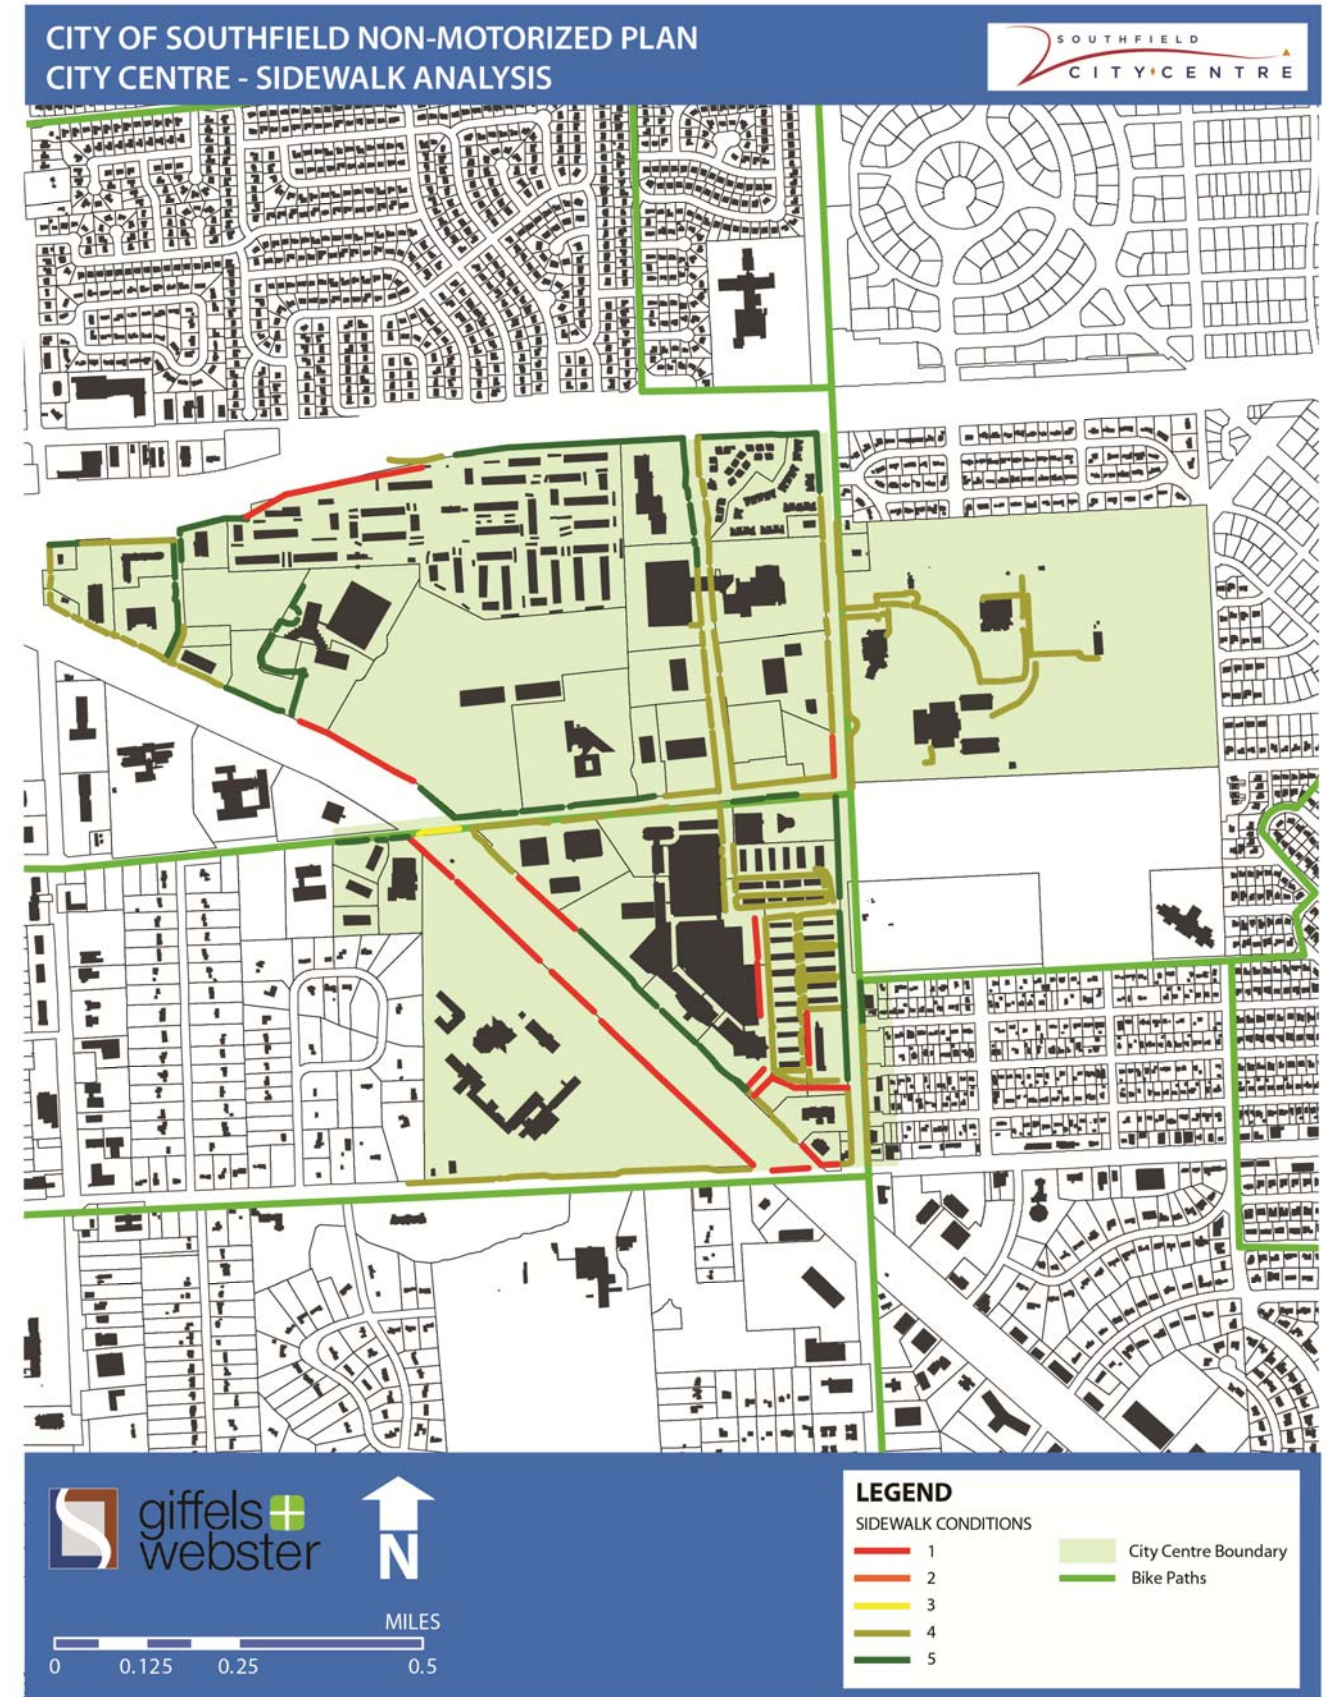 CITY OF SOUTHFIELD NON-MOTORIZED PLAN
CITY CENTRE - SIDEWALK ANALYSIS
SOUTHFIELD
CITY CENTRE
giffels
webster
N
MILES
0 0.125 0.25 0.5
LEGEND
SIDEWALK CONDITIONS
1
2
3
4
5
City Centre Boundary
Bike Paths